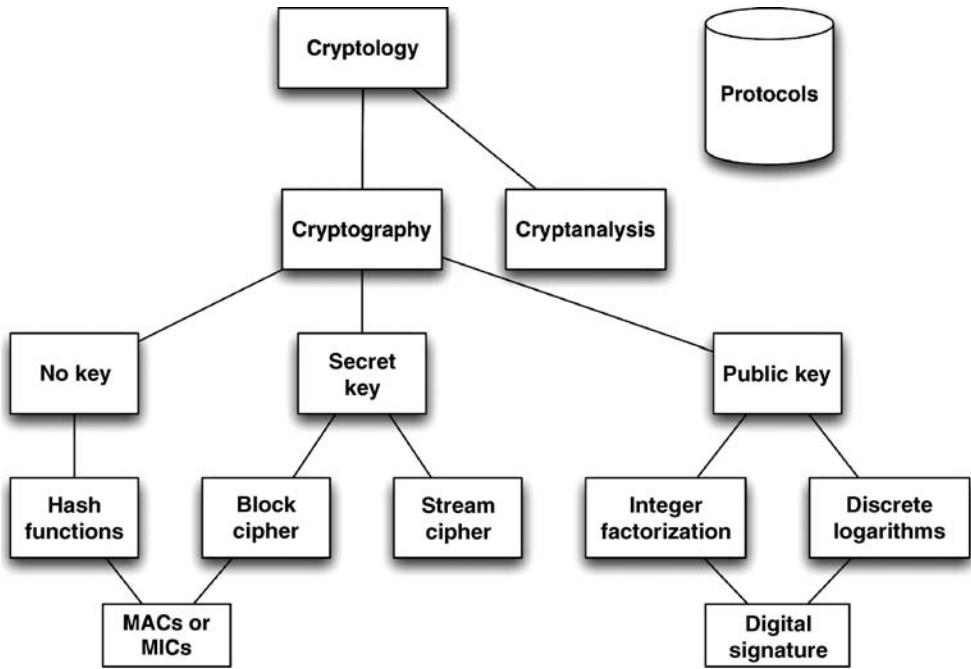 Cryptology
Protocols
Cryptography
Cryptanalysis
No key
Secret
key
Public key
Hash
functions
Block
cipher
Stream
cipher
Integer
factorization
Discrete
logarithms
MACs or
MICs
Digital
signature